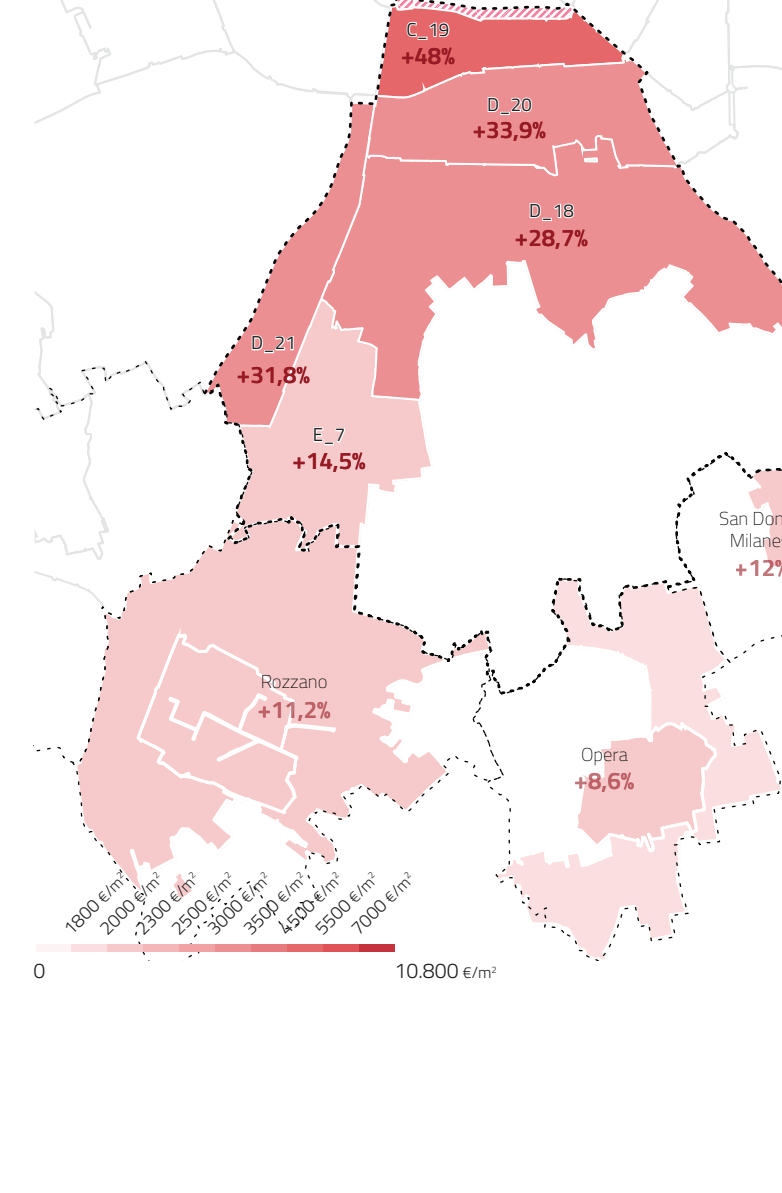 C_19
+48%
D_20
+33,9%
D_18
+28,7%
D_21
+31,8%
E_7
+14,5%
San Don
Milane
+12%
Rozzano
+11,2%
Opera
+8,6%
1800 €/m²
2000 €/m²
2300 €/m²
2500 €/m²
3000 €/m²
3500 €/m²
4500 €/m²
5500 €/m²
7000 €/m²
0
10.800 €/m²